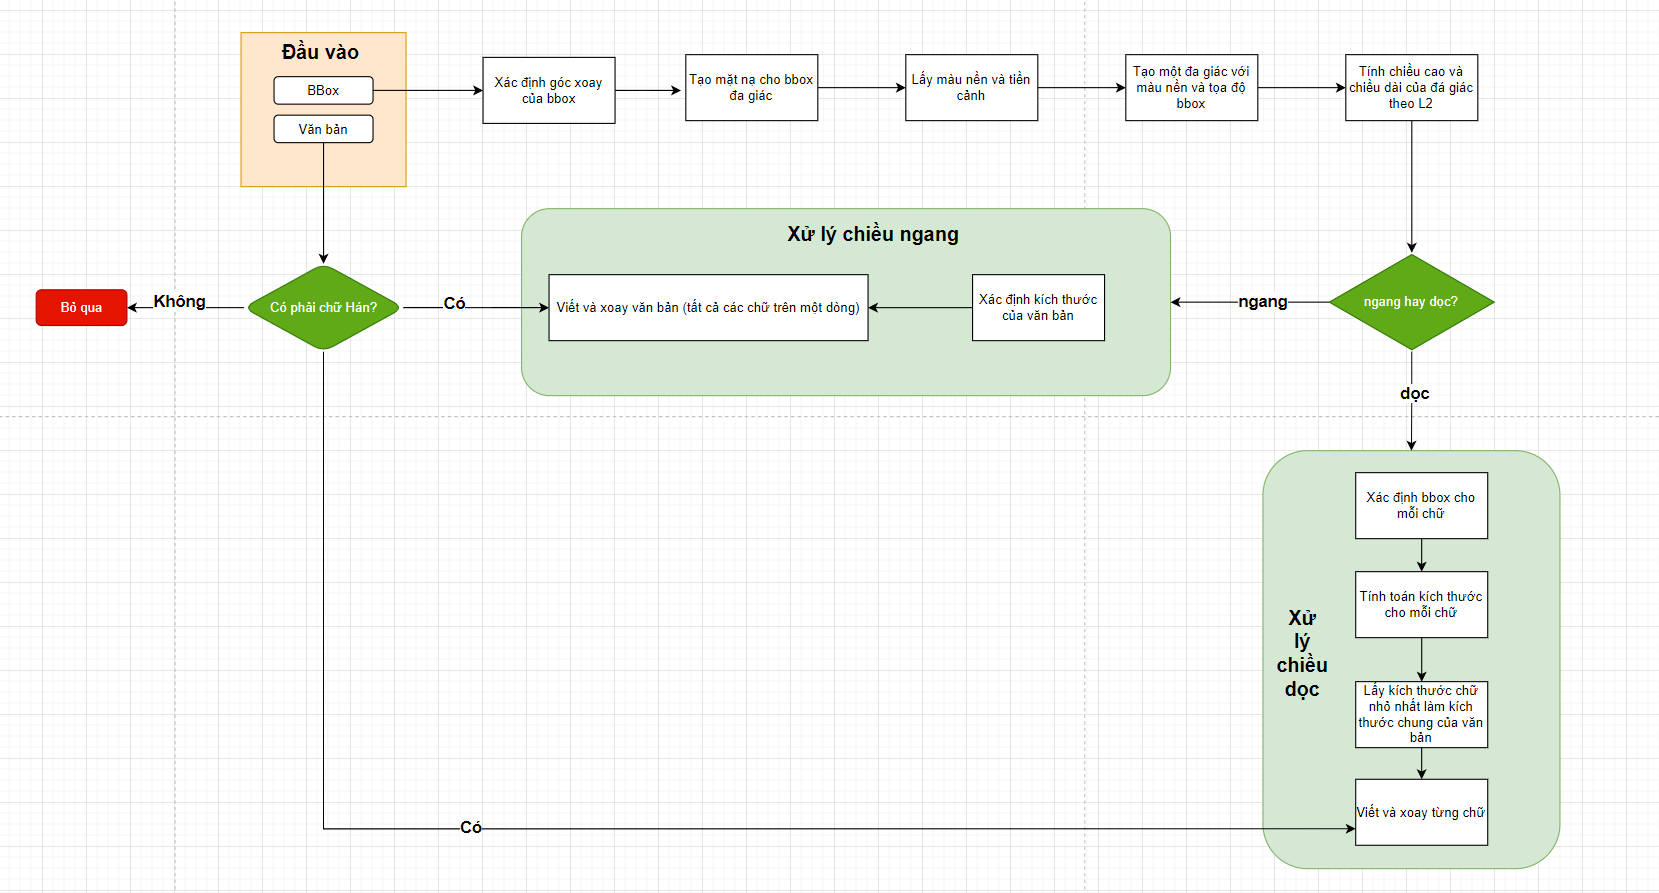 Đầu vào
BBox
Văn bản
Xác định góc xoay
của bbox
Tạo mặt nạ cho bbox
đa giác
Lấy màu nền và tiền
cảnh
Tạo một đa giác với
màu nền và tọa độ
bbox
Tính chiều cao và
chiều dài của đá giác
theo L2
Xử lý chiều ngang
Bỏ qua
Không
Có phải chữ Hán?
Có
Viết và xoay văn bản (tất cả các chữ trên một dòng)
Xác định kích thước
của văn bản
ngang
ngang hay dọc?
dọc
Xử
lý
chiều
dọc
Xác định bbox cho
mỗi chữ
Tính toán kích thước
cho mỗi chữ
Lấy kích thước chữ
nhỏ nhất làm kích
thước chung của văn
bản
Viết và xoay từng chữ
Có